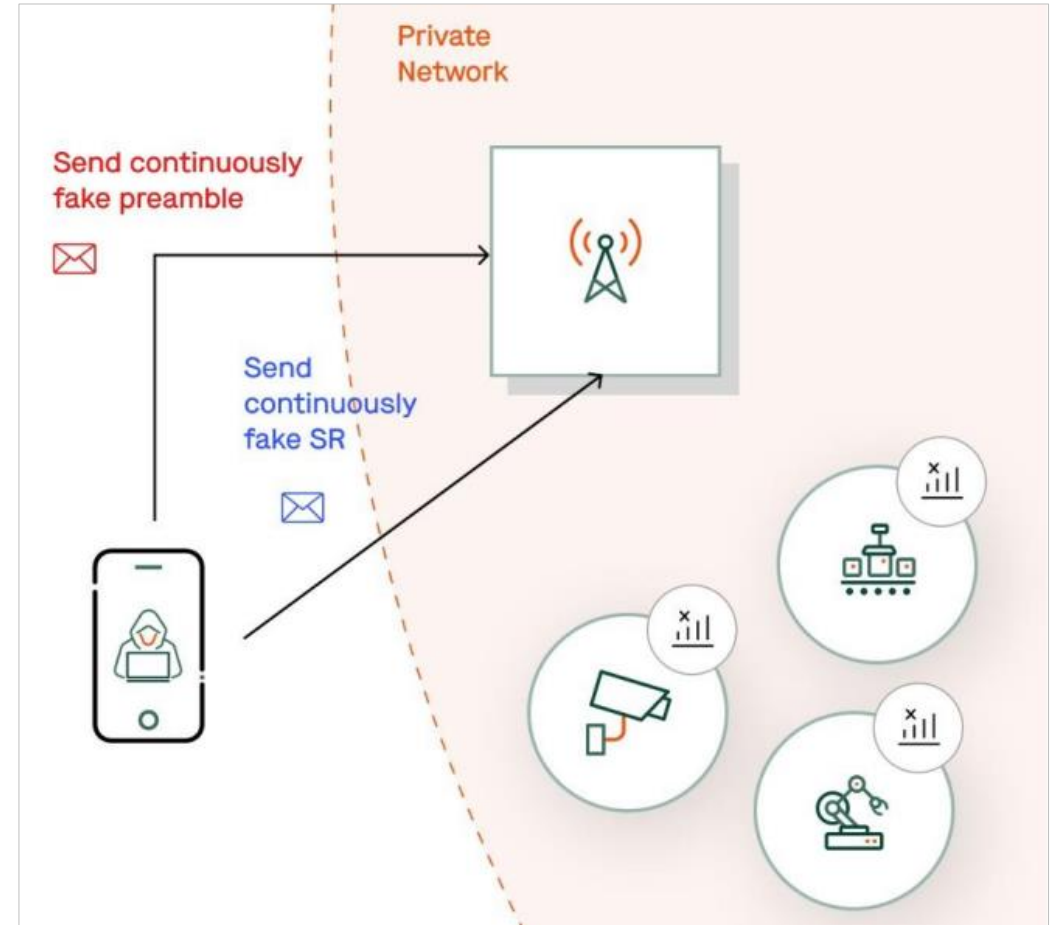 Private
Network
Send continuously
fake preamble
Send
continuously
fake SR